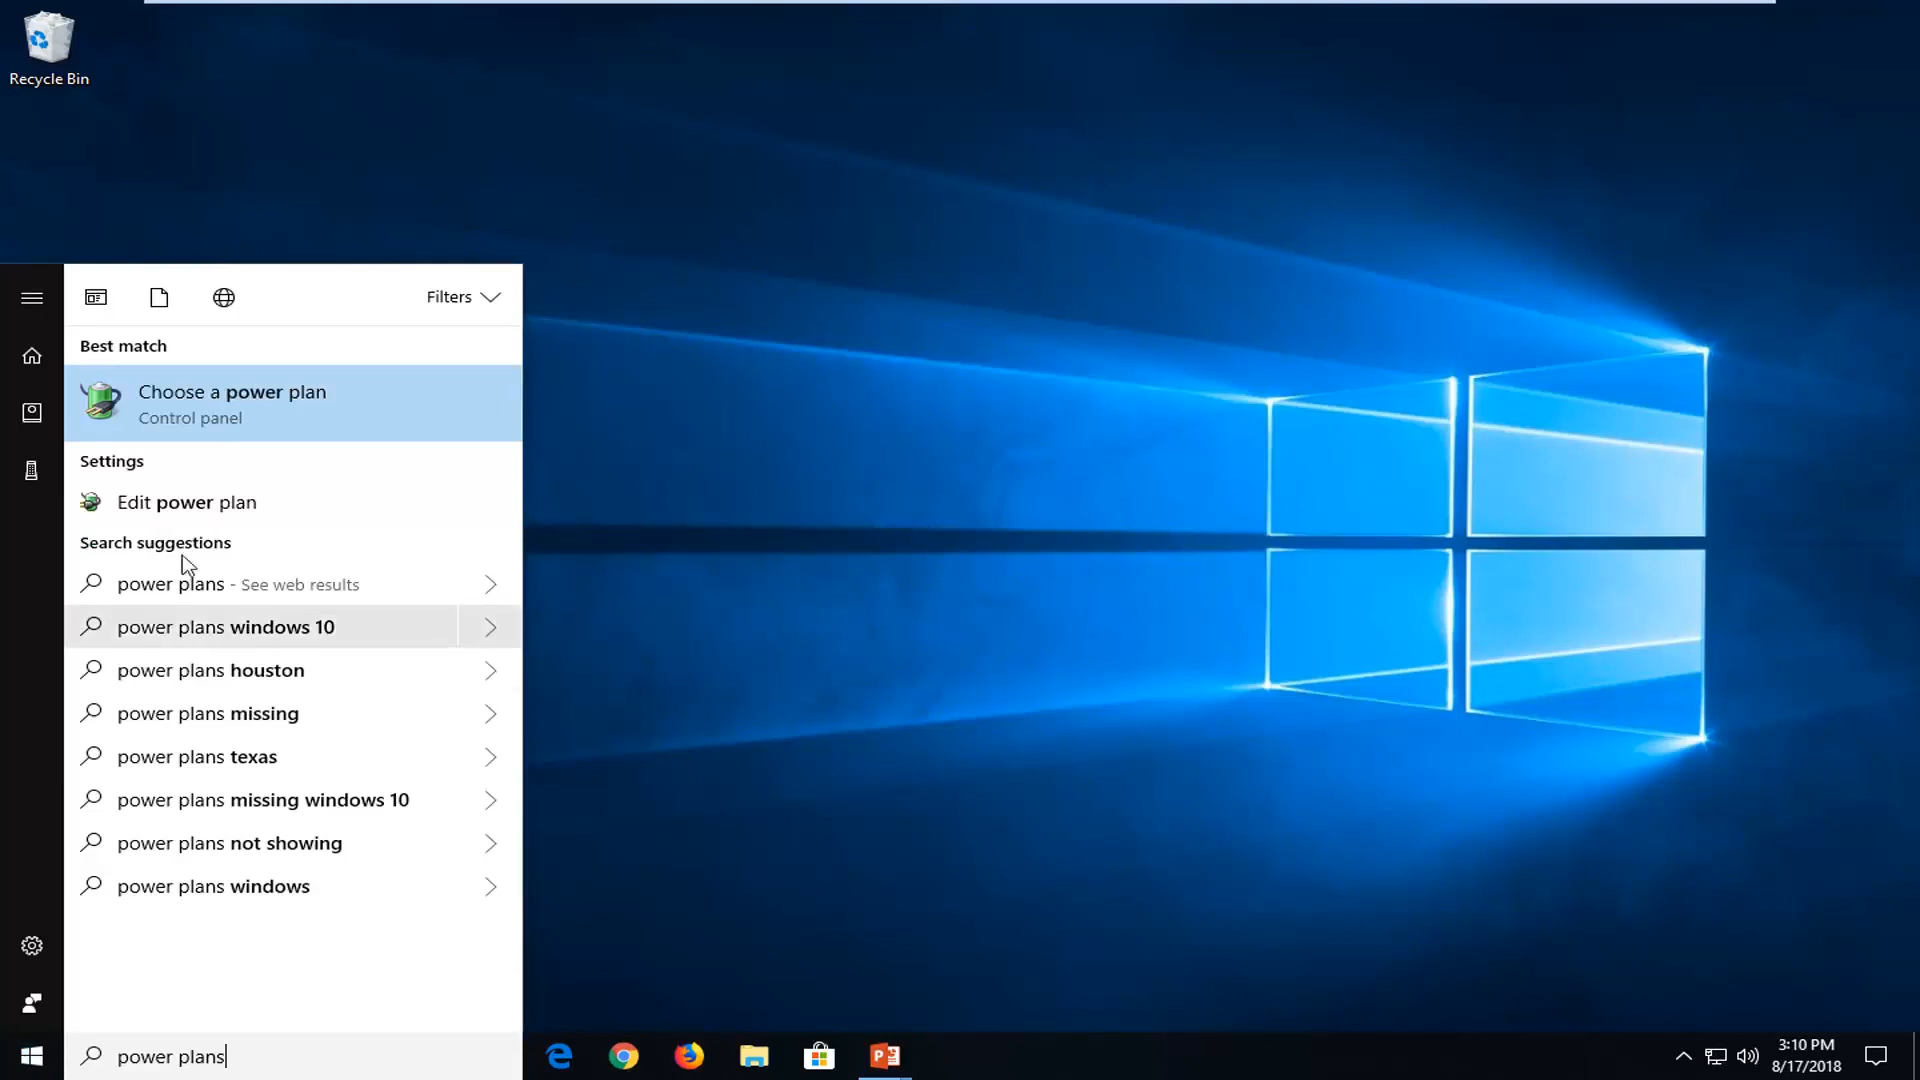 Recycle Bin
Filters
Best match
Choose a power plan
Control panel
Settings
Edit power plan
Search suggestions
power plans - See web results
power plans windows 10
power plans houston
power plans missing
power plans texas
power plans missing windows 10
power plans not showing
power plans windows
power plans
3:10 PM
8/17/2018